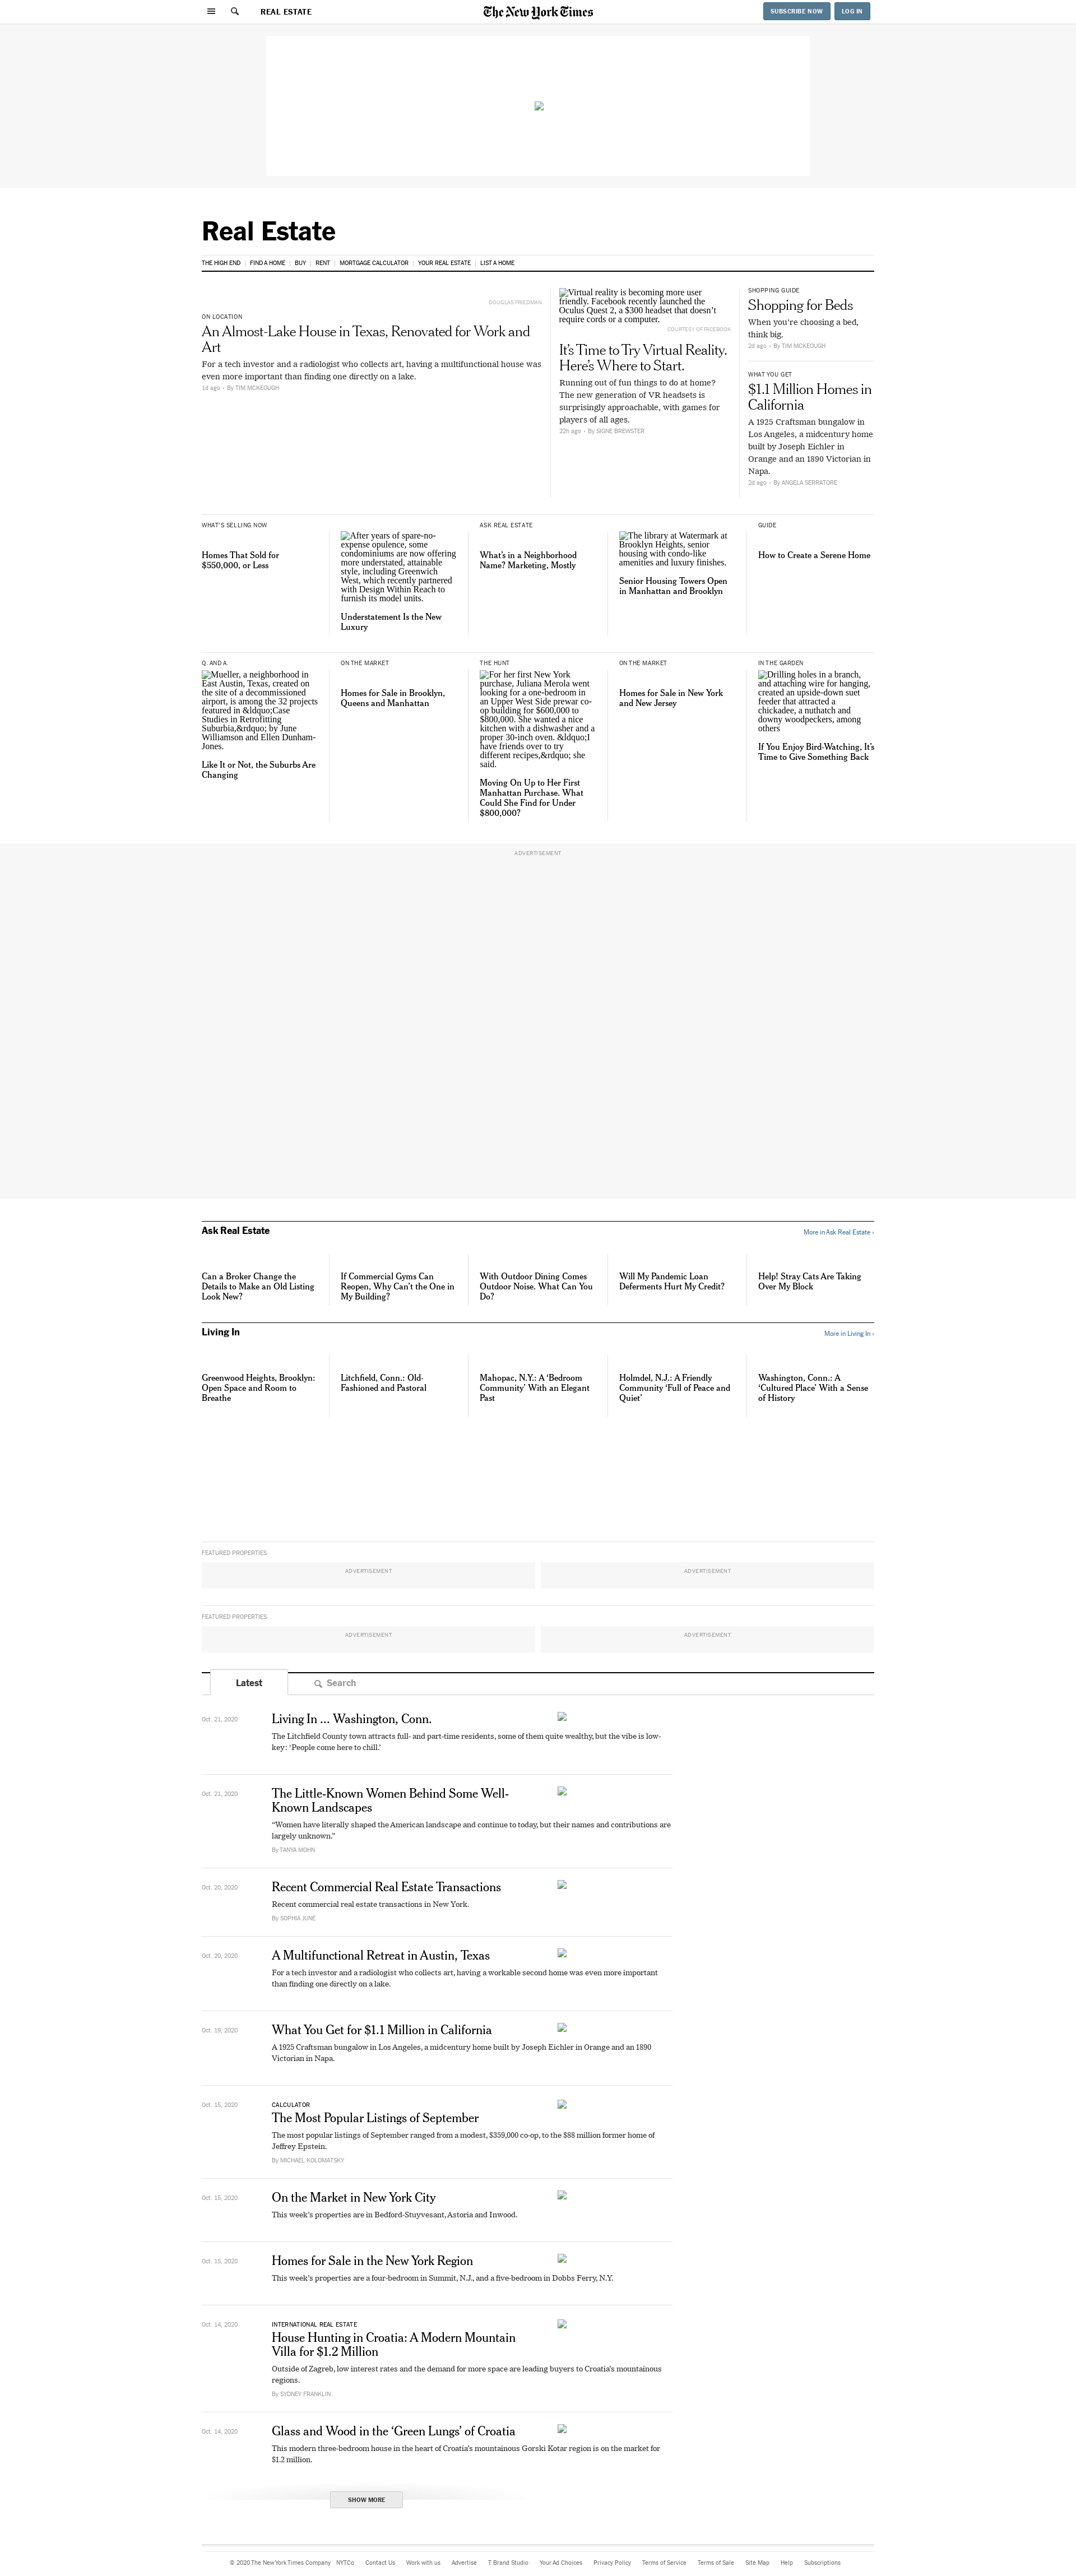 REAL ESTATE
The New York Times
SUBSCRIBE NOW
LOG IN
Real Estate
THE HIGH END
FIND A HOME
BUY
RENT
MORTGAGE CALCULATOR
YOUR REAL ESTATE
LIST A HOME
DOUGLAS FRIEDMAN
ON LOCATION
An Almost-Lake House in Texas, Renovated for Work and
Art
For a tech investor and a radiologist who collects art, having a multifunctional house was
even more important than finding one directly on a lake.
1d ago - By TIM MCKEOUGH
Virtual reality is becoming more user
friendly. Facebook recently launched the
Oculus Quest 2, a $300 headset that doesn't
require cords or a computer.
COURTESY OF FACEBOOK
It's Time to Try Virtual Reality.
Here's Where to Start.
Running out of fun things to do at home?
The new generation of VR headsets is
surprisingly approachable, with games for
players of all ages.
22h ago - By SIGNE BREWSTER
SHOPPING GUIDE
Shopping for Beds
When you're choosing a bed,
think big.
2d ago - By TIM MCKEOUGH
WHAT YOU GET
$1.1 Million Homes in
California
A 1925 Craftsman bungalow in
Los Angeles, a midcentury home
built by Joseph Eichler in
Orange and an 1890 Victorian in
Napa.
2d ago - By ANGELA SERRATORE
WHAT'S SELLING NOW
Homes That Sold for
$550,000, or Less
After years of spare-no-
expense opulence, some
condominiums are now offering
more understated, attainable
style, including Greenwich
West, which recently partnered
with Design Within Reach to
furnish its model units.
Understatement Is the New
Luxury
ASK REAL ESTATE
What's in a Neighborhood
Name? Marketing, Mostly
The library at Watermark at
Brooklyn Heights, senior
housing with condo-like
amenities and luxury finishes.
Senior Housing Towers Open
in Manhattan and Brooklyn
GUIDE
How to Create a Serene Home
Q. AND A.
Mueller, a neighborhood in
East Austin, Texas, created on
the site of a decommissioned
airport, is among the 32 projects
featured in &ldquo;Case
Studies in Retrofitting
Suburbia,&rdquo; by June
Williamson and Ellen Dunham-
Jones.
Like It or Not, the Suburbs Are
Changing
ON THE MARKET
Homes for Sale in Brooklyn,
Queens and Manhattan
THE HUNT
For her first New York
purchase, Juliana Merola went
looking for a one-bedroom in
an Upper West Side prewar co-
op building for $600,000 to
$800,000. She wanted a nice
kitchen with a dishwasher and a
proper 30-inch oven. &ldquo;I
have friends over to try
different recipes,&rdquo; she
said.
Moving On Up to Her First
Manhattan Purchase. What
Could She Find for Under
$800,000?
ON THE MARKET
Homes for Sale in New York
and New Jersey
IN THE GARDEN
Drilling holes in a branch,
and attaching wire for hanging,
created an upside-down suet
feeder that attracted a
chickadee, a nuthatch and
downy woodpeckers, among
others
If You Enjoy Bird-Watching, It's
Time to Give Something Back
ADVERTISEMENT
Ask Real Estate
More in Ask Real Estate ›
Can a Broker Change the
Details to Make an Old Listing
Look New?
If Commercial Gyms Can
Reopen, Why Can't the One in
My Building?
With Outdoor Dining Comes
Outdoor Noise. What Can You
Do?
Will My Pandemic Loan
Deferments Hurt My Credit?
Help! Stray Cats Are Taking
Over My Block
Living In
More in Living In ›
Greenwood Heights, Brooklyn:
Open Space and Room to
Breathe
Litchfield, Conn.: Old-
Fashioned and Pastoral
Mahopac, N.Y.: A 'Bedroom
Community' With an Elegant
Past
Holmdel, N.J.: A Friendly
Community 'Full of Peace and
Quiet'
Washington, Conn.: A
'Cultured Place' With a Sense
of History
FEATURED PROPERTIES
ADVERTISEMENT
ADVERTISEMENT
FEATURED PROPERTIES
ADVERTISEMENT
ADVERTISEMENT
Latest
Search
Oct. 21, 2020
Living In ... Washington, Conn.
The Litchfield County town attracts full- and part-time residents, some of them quite wealthy, but the vibe is low-
key: 'People come here to chill.'
Oct. 21, 2020
The Little-Known Women Behind Some Well-
Known Landscapes
"Women have literally shaped the American landscape and continue to today, but their names and contributions are
largely unknown."
By TANYA MOHN
Oct. 20, 2020
Recent Commercial Real Estate Transactions
Recent commercial real estate transactions in New York.
By SOPHIA JUNE
Oct. 20, 2020
A Multifunctional Retreat in Austin, Texas
For a tech investor and a radiologist who collects art, having a workable second home was even more important
than finding one directly on a lake.
Oct. 19, 2020
What You Get for $1.1 Million in California
A 1925 Craftsman bungalow in Los Angeles, a midcentury home built by Joseph Eichler in Orange and an 1890
Victorian in Napa.
Oct. 15, 2020
CALCULATOR
The Most Popular Listings of September
The most popular listings of September ranged from a modest, $359,000 co-op, to the $88 million former home of
Jeffrey Epstein.
By MICHAEL KOLOMATSKY
Oct. 15, 2020
On the Market in New York City
This week's properties are in Bedford-Stuyvesant, Astoria and Inwood.
Oct. 15, 2020
Homes for Sale in the New York Region
This week's properties are a four-bedroom in Summit, N.J., and a five-bedroom in Dobbs Ferry, N.Y.
Oct. 14, 2020
INTERNATIONAL REAL ESTATE
House Hunting in Croatia: A Modern Mountain
Villa for $1.2 Million
Outside of Zagreb, low interest rates and the demand for more space are leading buyers to Croatia's mountainous
regions.
By SYDNEY FRANKLIN
Oct. 14, 2020
Glass and Wood in the 'Green Lungs' of Croatia
This modern three-bedroom house in the heart of Croatia's mountainous Gorski Kotar region is on the market for
$1.2 million.
SHOW MORE
© 2020 The New York Times Company
NYTCo
Contact Us
Work with us
Advertise
T Brand Studio
Your Ad Choices
Privacy Policy
Terms of Service
Terms of Sale
Site Map
Help
Subscriptions